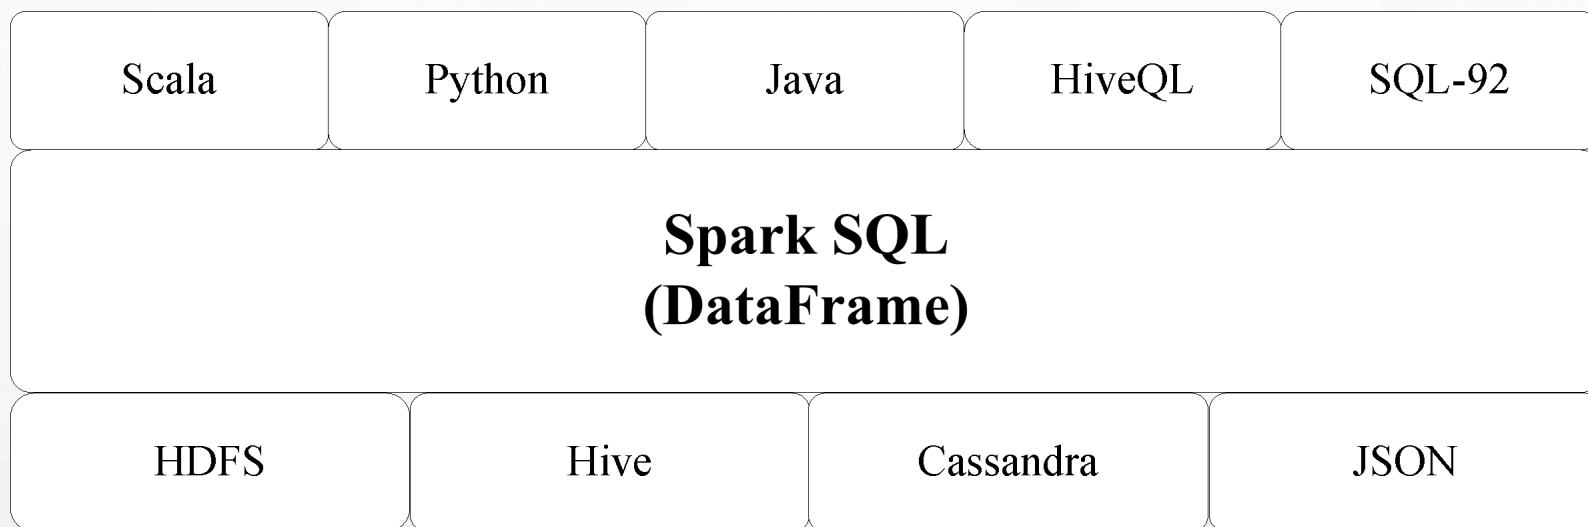 Scala
Python
Java
HiveQL
SQL-92
Spark SQL
(DataFrame)
HDFS
Hive
Cassandra
JSON